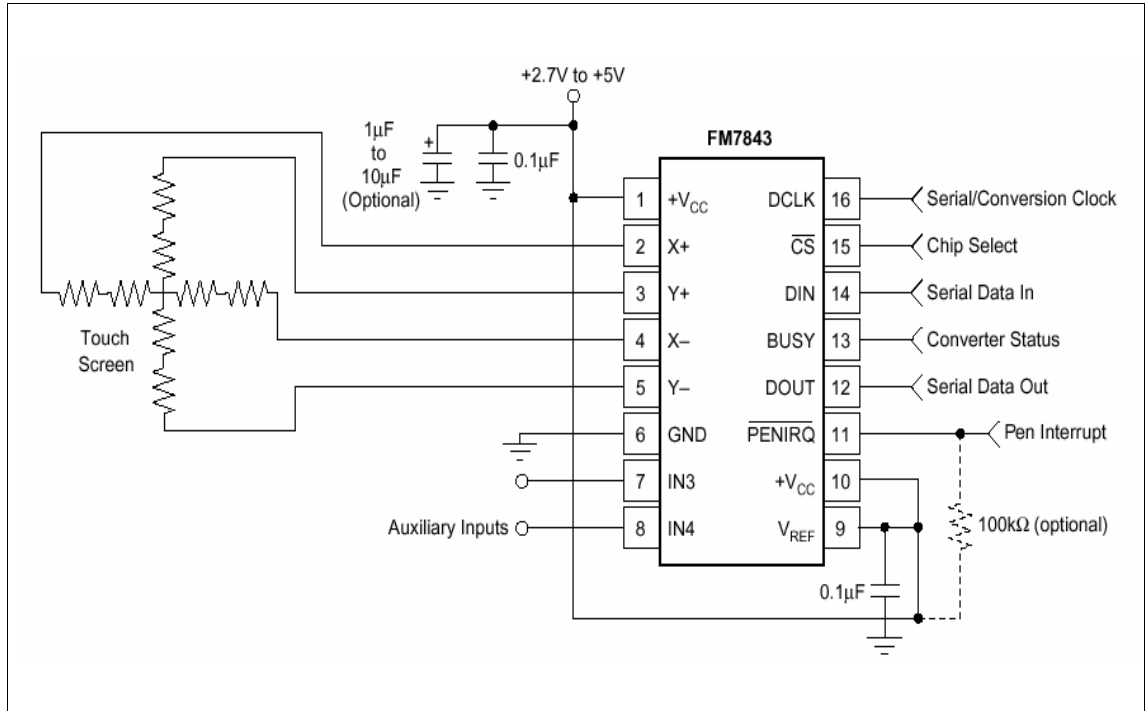 +2.7V to +5V
1μF
to
10μF
(Optional)
+
0.1μF
FM7843
1 +VCC DCLK 16 Serial/Conversion Clock
2 X+ CS 15 Chip Select
3 Y+ DIN 14 Serial Data In
4 X– BUSY 13 Converter Status
5 Y– DOUT 12 Serial Data Out
6 GND PENIRQ 11 Pen Interrupt
7 IN3 +VCC 10
Auxiliary Inputs 8 IN4 VREF 9
Touch
Screen
100kΩ (optional)
0.1μF